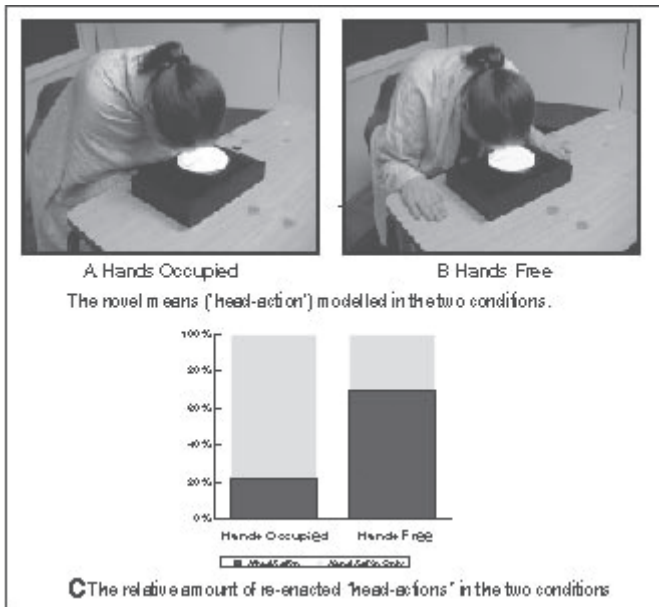 A Hands Occupied
B Hands Free
The novel means ('head-action') modelled in the two conditions.
100%
80%
60%
40%
20%
0%
Hands Occupied
Hands Free
C The relative amount of re-enacted "head-actions" in the two conditions